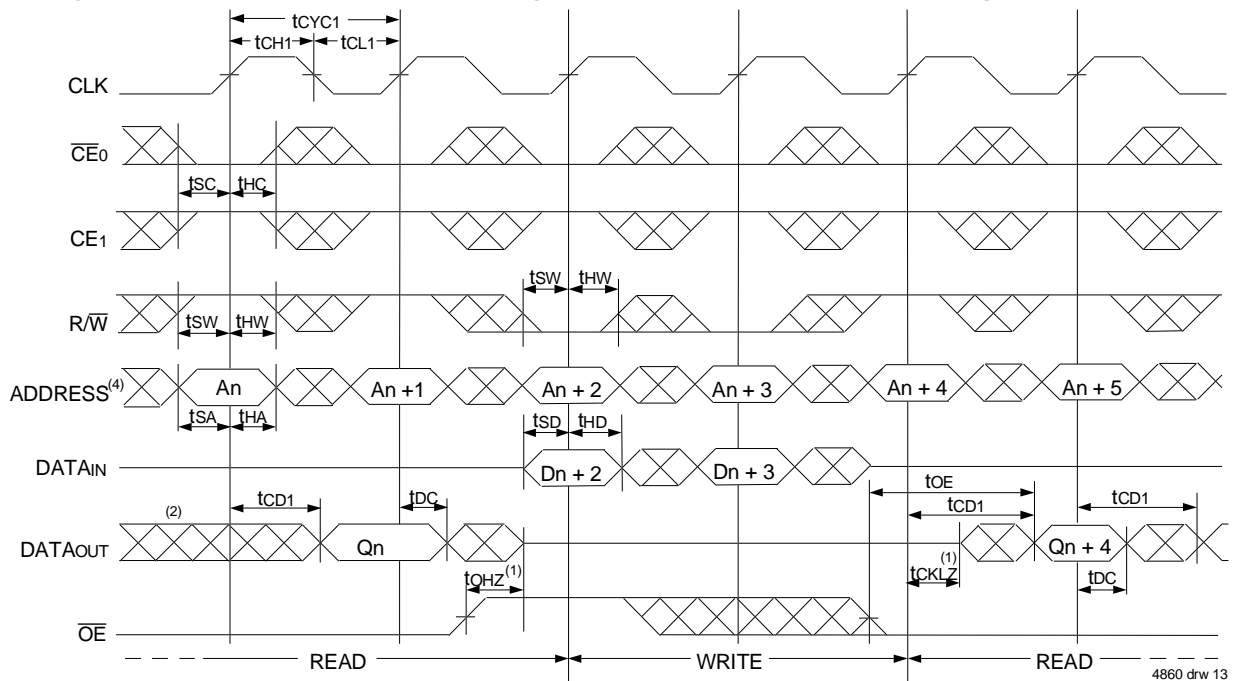 tCYC1
tCH1 tCL1
CLK
CE0
tSC tHC
CE1
tSW tHW
R/W
tSW tHW
ADDRESS(4) An An + 1 An + 2 An + 3 An + 4 An + 5
tSA tHA tSD tHD
DATAIN Dn + 2 Dn + 3
tOE
tCD1 tDC tCD1 tCD1
(2)
DATAOUT Qn Qn + 4
tOHZ(1) tCKLZ(1) tDC
OE
READ WRITE READ
4860 drw 13